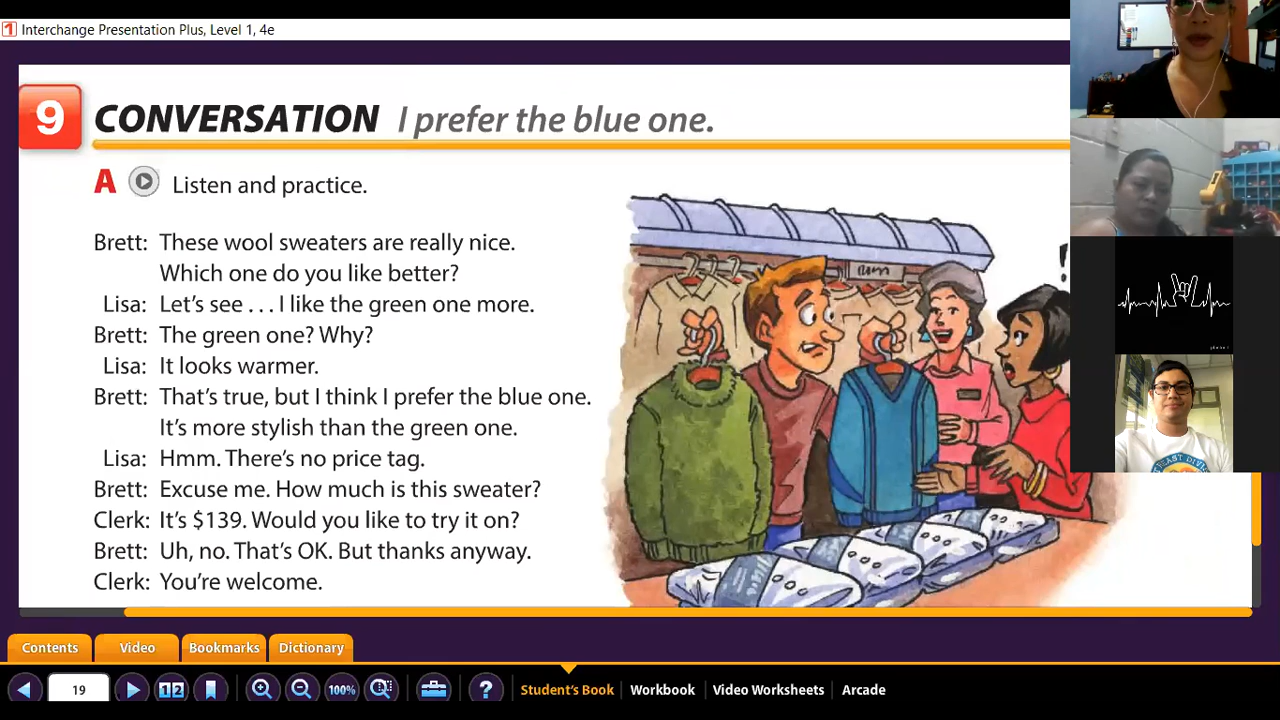 Interchange Presentation Plus, Level 1, 4e
9 CONVERSATION I prefer the blue one.
A Listen and practice.
Brett: These wool sweaters are really nice.
Which one do you like better?
Lisa: Let's see . . . I like the green one more.
Brett: The green one? Why?
Lisa: It looks warmer.
Brett: That's true, but I think I prefer the blue one.
It's more stylish than the green one.
Lisa: Hmm. There's no price tag.
Brett: Excuse me. How much is this sweater?
Clerk: It's $139. Would you like to try it on?
Brett: Uh, no. That's OK. But thanks anyway.
Clerk: You're welcome.
Contents Video Bookmarks Dictionary
19 12 100% ? Student's Book Workbook Video Worksheets Arcade